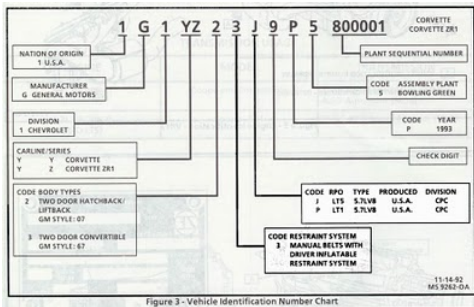 1 G 1 YZ 2 3 J 9 P 5 800001
CORVETTE
CORVETTE ZR1
NATION OF ORIGIN
1 U.S.A.
PLANT SEQUENTIAL NUMBER
MANUFACTURER
G GENERAL MOTORS
CODE ASSEMBLY PLANT
5 BOWLING GREEN
DIVISION
1 CHEVROLET
CODE YEAR
P 1993
CARLINE/SERIES
Y Y CORVETTE
Y Z CORVETTE ZR1
CHECK DIGIT
CODE BODY TYPES
2 TWO DOOR HATCHBACK/
LIFTBACK
GM STYLE: 07
3 TWO DOOR CONVERTIBLE
GM STYLE: 67
CODE RPO TYPE PRODUCED DIVISION
J LT5 5.7LV8 U.S.A. CPC
P LT1 5.7LV8 U.S.A. CPC
CODE RESTRAINT SYSTEM
3 MANUAL BELTS WITH
DRIVER INFLATABLE
RESTRAINT SYSTEM
11-14-92
MS 9262-OA
Figure 3 - Vehicle Identification Number Chart